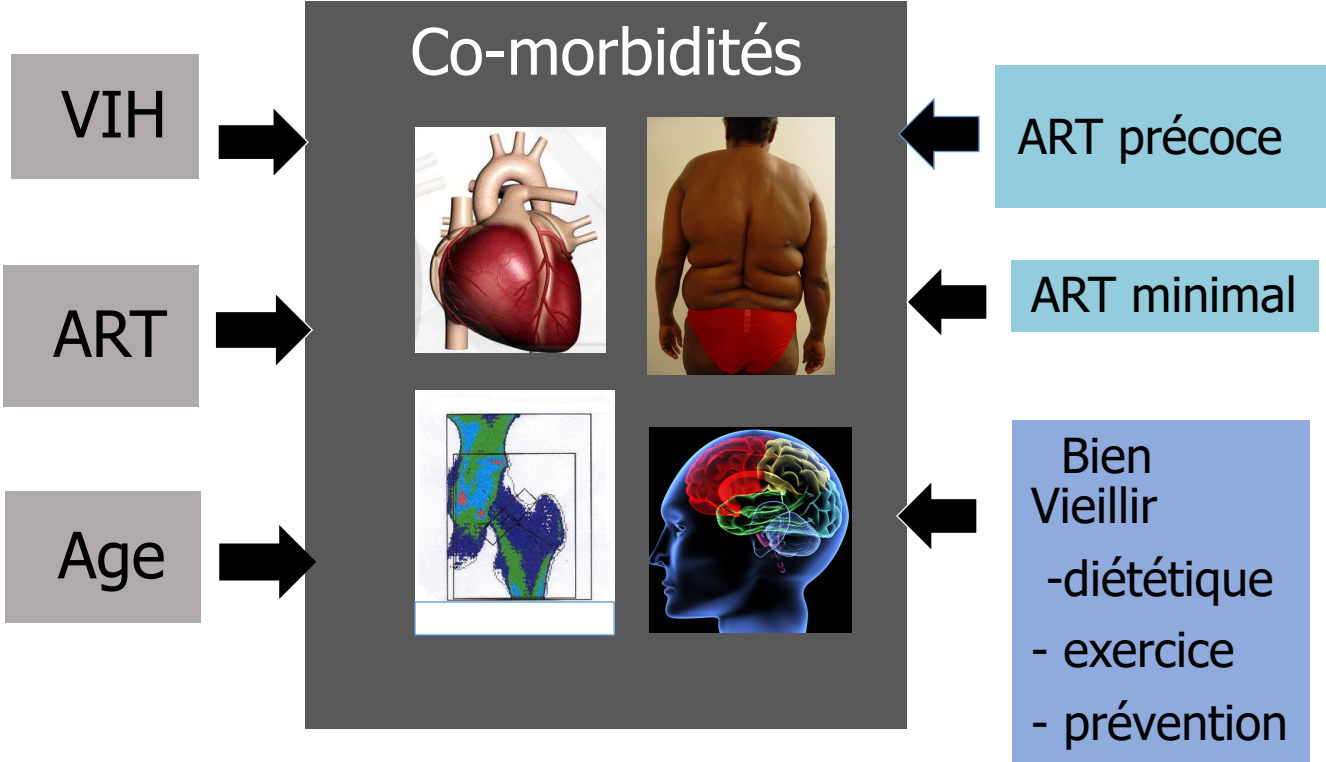 Co-morbidités
VIH
ART
Age
ART précoce
ART minimal
Bien
Vieillir
-diététique
- exercice
- prévention